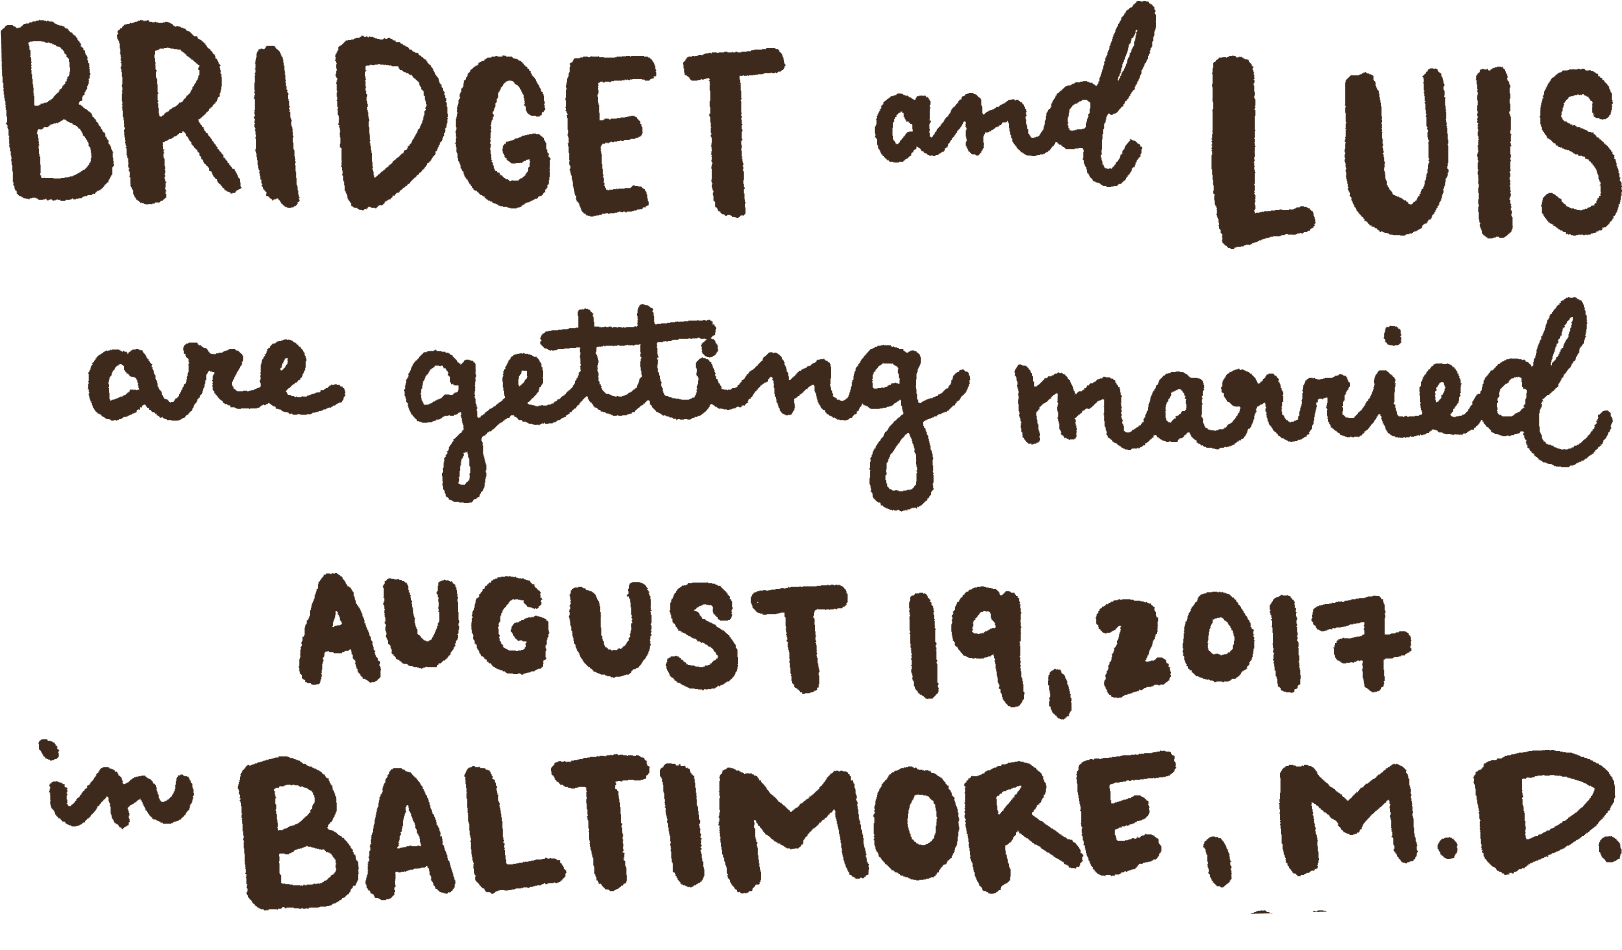 BRIDGET and LUIS
are getting married
AUGUST 19, 2017
in BALTIMORE, M.D.